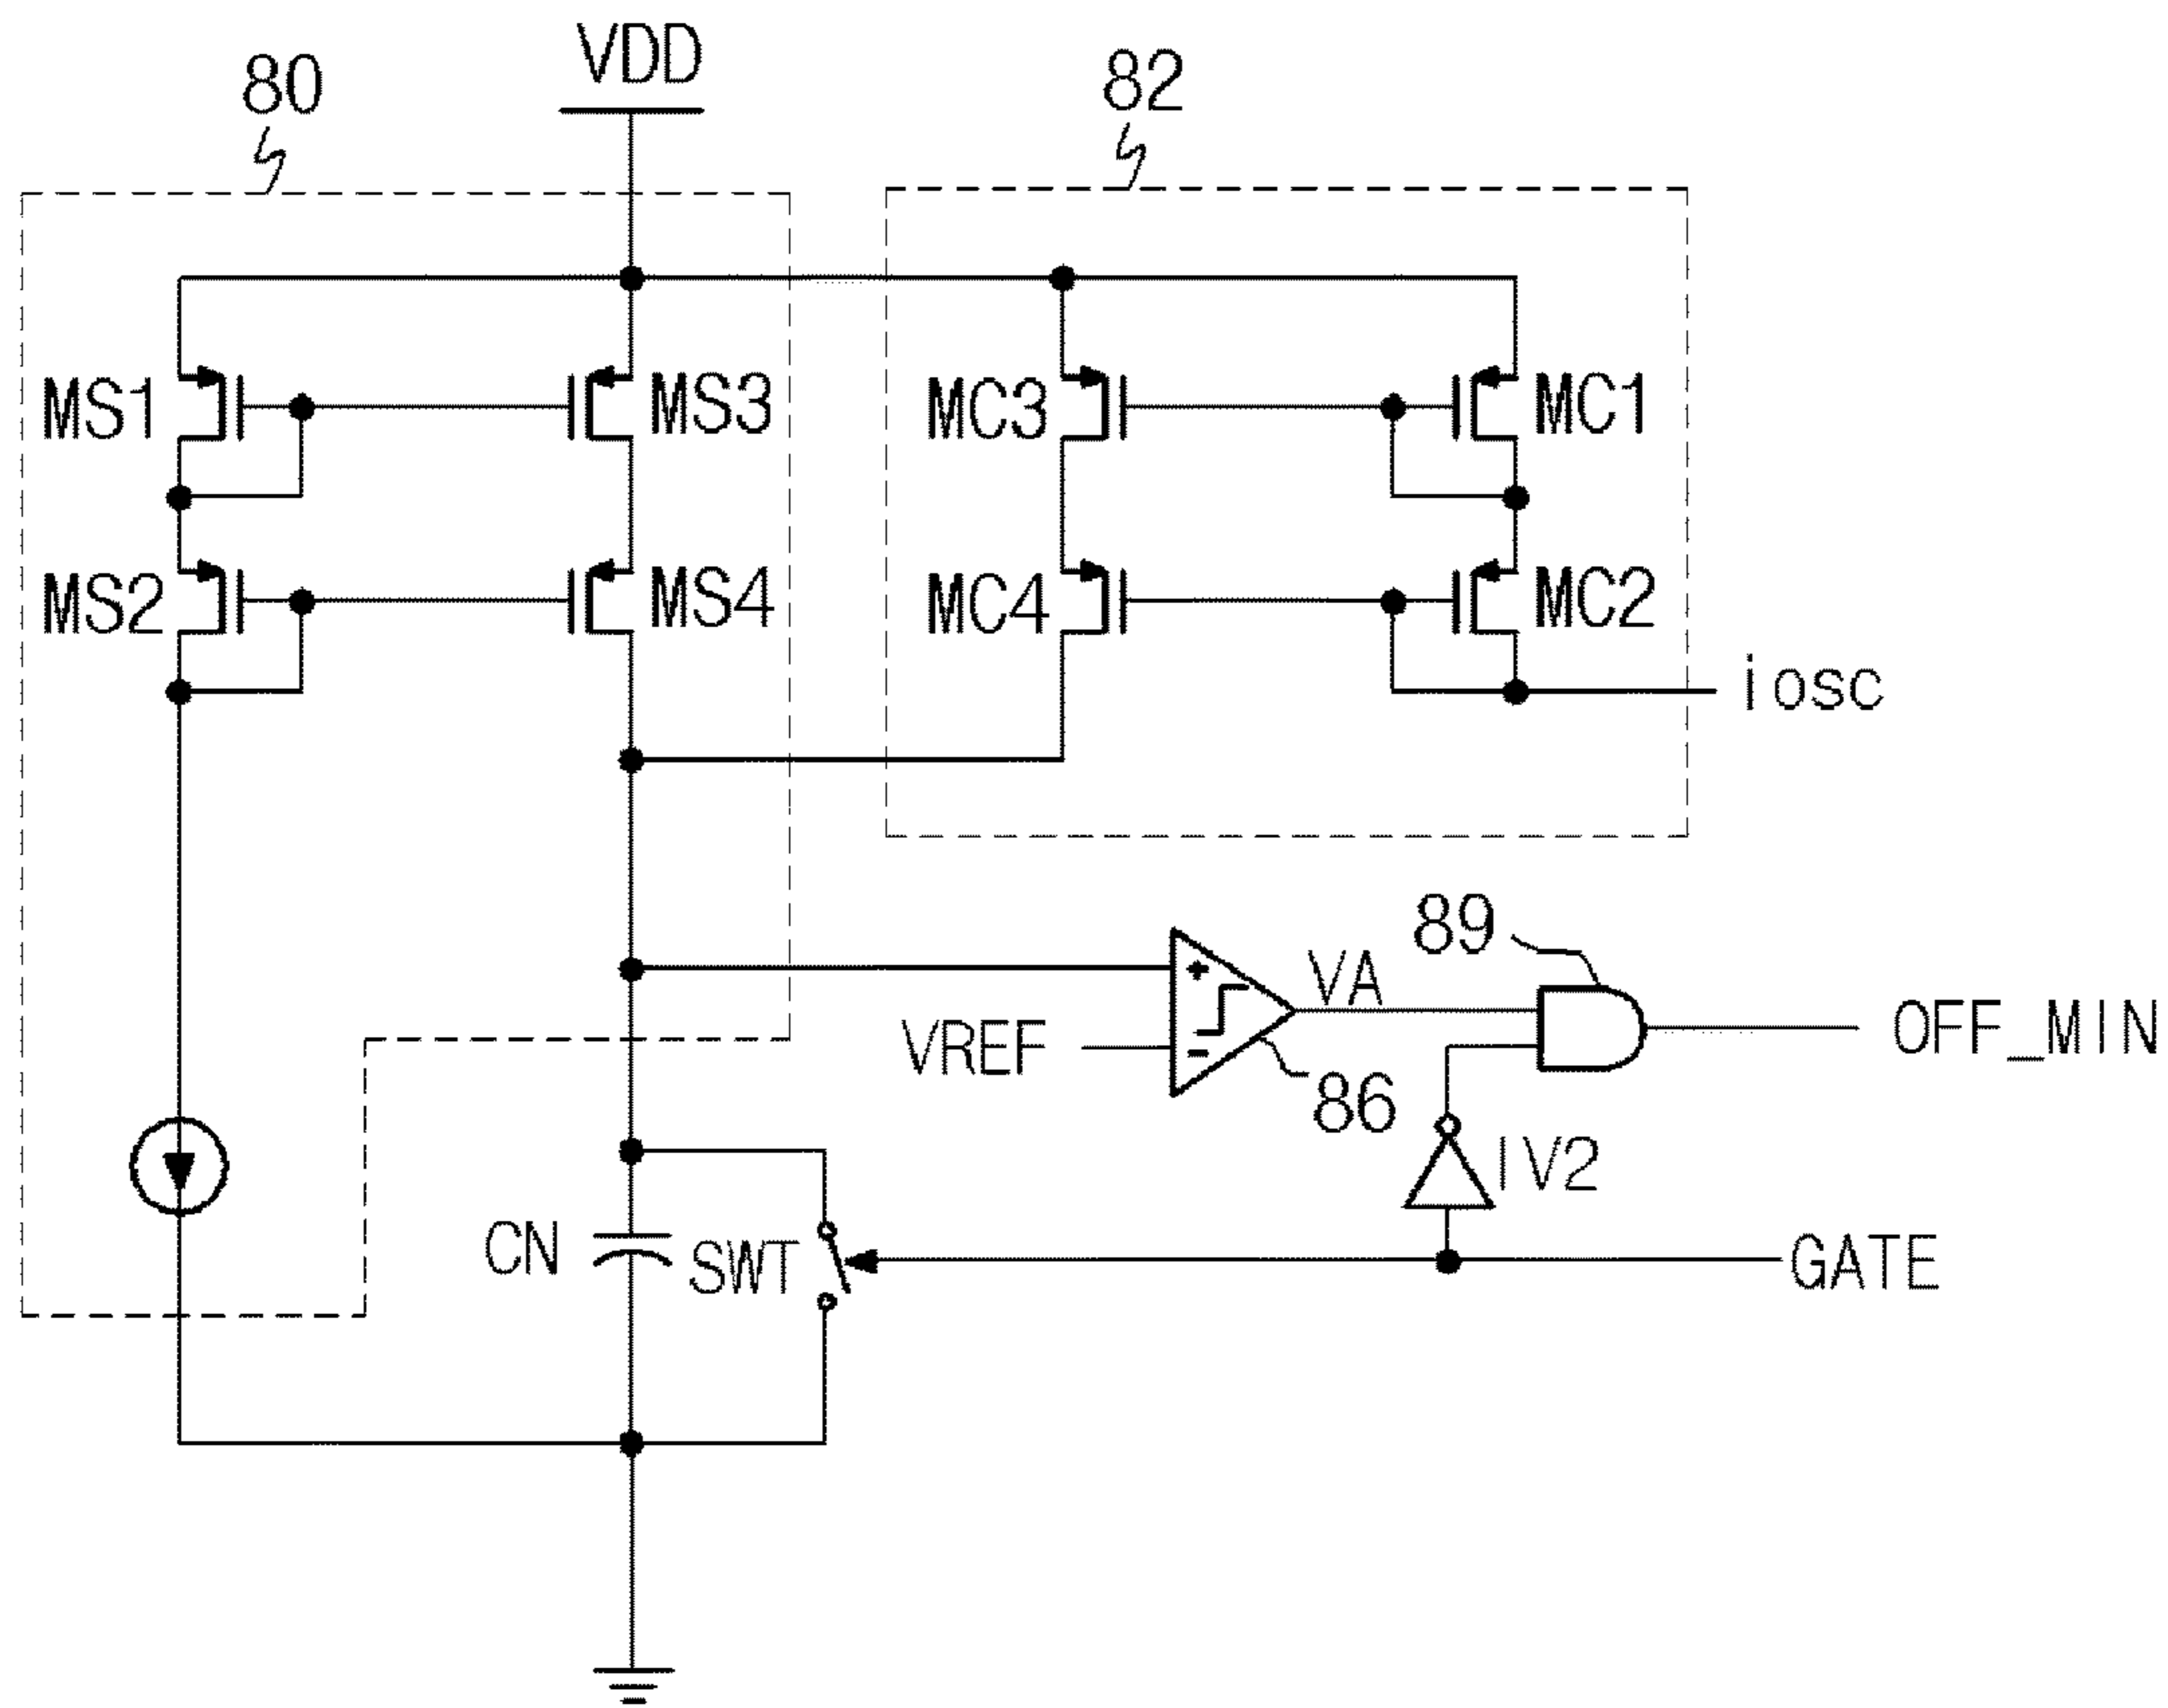 80
VDD
82
MS1
MS3
MC3
MC1
MS2
MS4
MC4
MC2
iosc
89
VA
+
VREF
-
OFF_MIN
86
IV2
CN
SWT
GATE